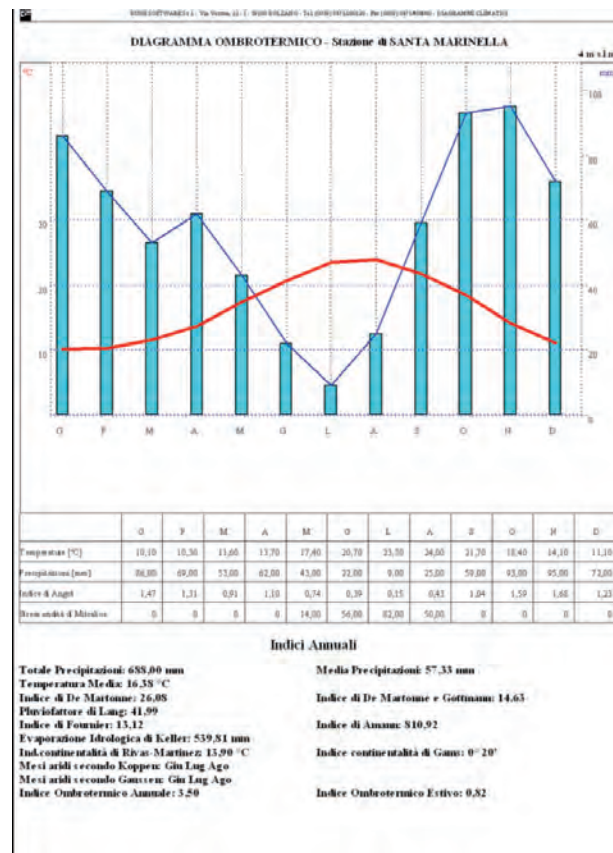 DIAGRAMMA OMBROTERMICO - Stazione di SANTA MARINELLA
4 m s l m
°C mm
100
80
30 60
20 40
10 20
0
G F M A M G L A S O N D
G F M A M G L A S O N D
Temperature [°C] 10,10 10,30 11,60 13,70 17,40 20,70 23,50 24,00 21,70 18,40 14,10 11,10
Precipitazioni [mm] 86,00 69,00 53,00 62,00 43,00 22,00 9,00 25,00 59,00 93,00 95,00 72,00
Indice di Angot 1,47 1,31 0,91 1,10 0,74 0,39 0,15 0,43 1,04 1,59 1,68 1,23
di Mitrakos 0 0 0 0 14,00 56,00 82,00 50,00 0 0 0 0
Indici Annuali
Totale Precipitazioni: 688,00 mm Media Precipitazioni: 57,33 mm
Temperatura Media: 16,38 °C
Indice di De Martonne: 26,08 Indice di De Martonne e Gottmann: 14,63
Pluviofattore di Lang: 41,99
Indice di Fournier: 13,12 Indice di Amann: 810,92
Evaporazione Idrologica di Keller: 539,81 mm
Ind.continentalità di Rivas-Martinez: 13,90 °C Indice continentalità di Gams: 0° 20'
Mesi aridi secondo Koppen: Giu Lug Ago
Mesi aridi secondo Gaussen: Giu Lug Ago
Indice Ombrotermico Annuale: 3,50 Indice Ombrotermico Estivo: 0,82